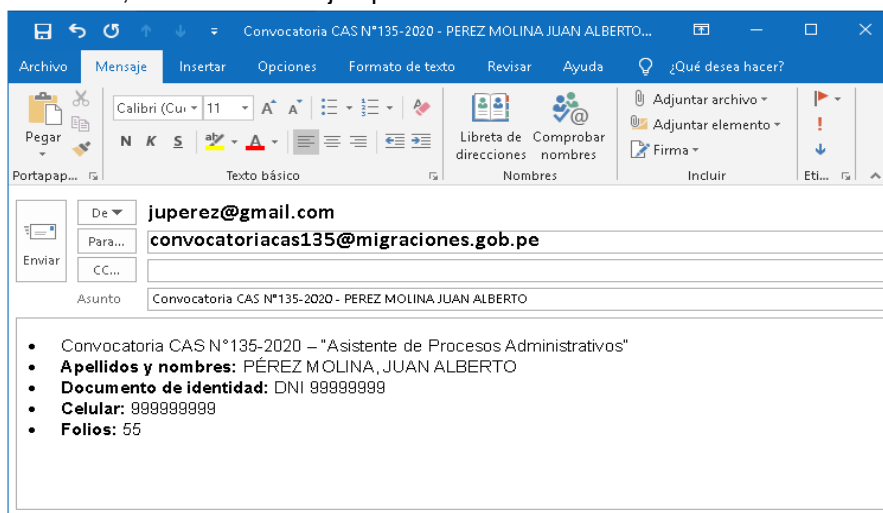 Convocatoria CAS N°135-2020 - PEREZ MOLINA JUAN ALBERTO...
Archivo Mensaje Insertar Opciones Formato de texto Revisar Ayuda ¿Qué desea hacer?
Pegar
Portapap...
Calibri (Cui 11
N K S
Texto básico
Libreta de direcciones
Comprobar nombres
Nombres
Adjuntar archivo
Adjuntar elemento
Firma
Incluir
Eti...
Enviar
De juperez@gmail.com
Para... convocatoriacas135@migraciones.gob.pe
CC...
Asunto Convocatoria CAS N°135-2020 - PEREZ MOLINA JUAN ALBERTO
• Convocatoria CAS N°135-2020 – "Asistente de Procesos Administrativos"
• Apellidos y nombres: PÉREZ MOLINA, JUAN ALBERTO
• Documento de identidad: DNI 99999999
• Celular: 999999999
• Folios: 55